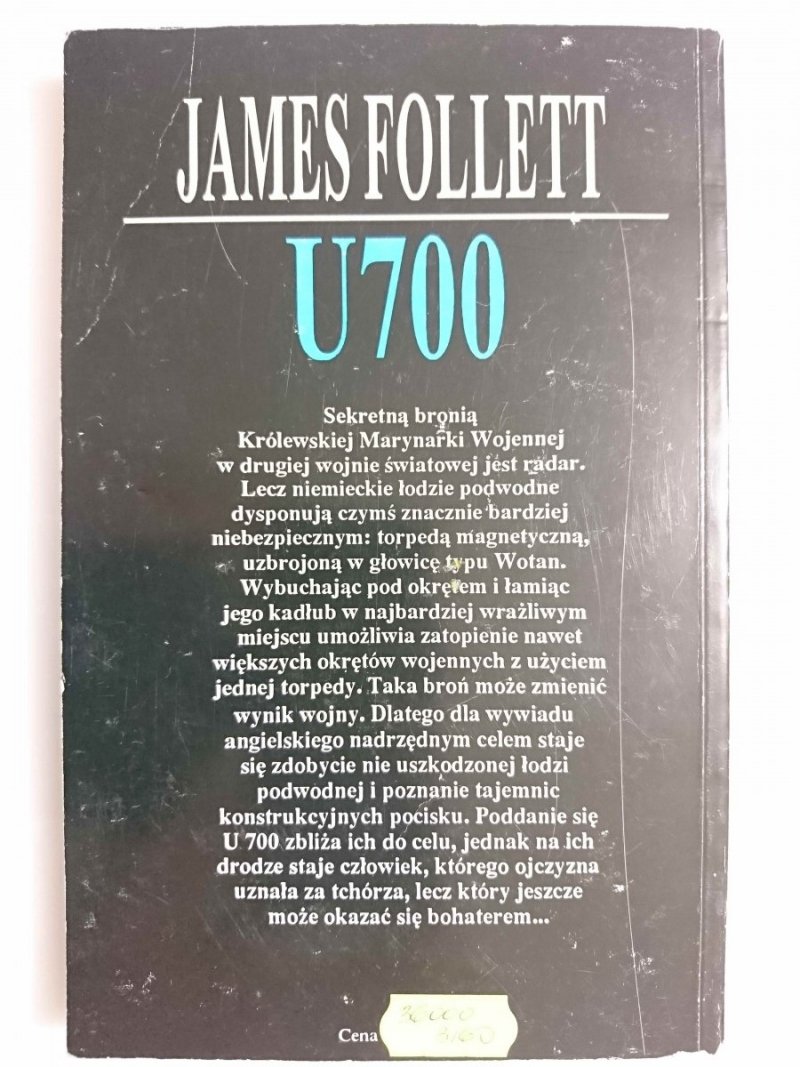 JAMES FOLLETT
U700
Sekretną bronią
Królewskiej Marynarki Wojennej
w drugiej wojnie światowej jest radar.
Lecz niemieckie łodzie podwodne
dysponują czymś znacznie bardziej
niebezpiecznym: torpedą magnetyczną,
uzbrojoną w głowicę typu Wotan.
Wybuchając pod okrętem i łamiąc
jego kadłub w najbardziej wrażliwym
miejscu umożliwia zatopienie nawet
większych okrętów wojennych z użyciem
jednej torpedy. Taka broń może zmienić
wynik wojny. Dlatego dla wywiadu
angielskiego nadrzędnym celem staje
się zdobycie nie uszkodzonej łodzi
podwodnej i poznanie tajemnic
konstrukcyjnych pocisku. Poddanie się
U 700 zbliża ich do celu, jednak na ich
drodze staje człowiek, którego ojczyzna
uznała za tchórza, lecz który jeszcze
może okazać się bohaterem...
Cena